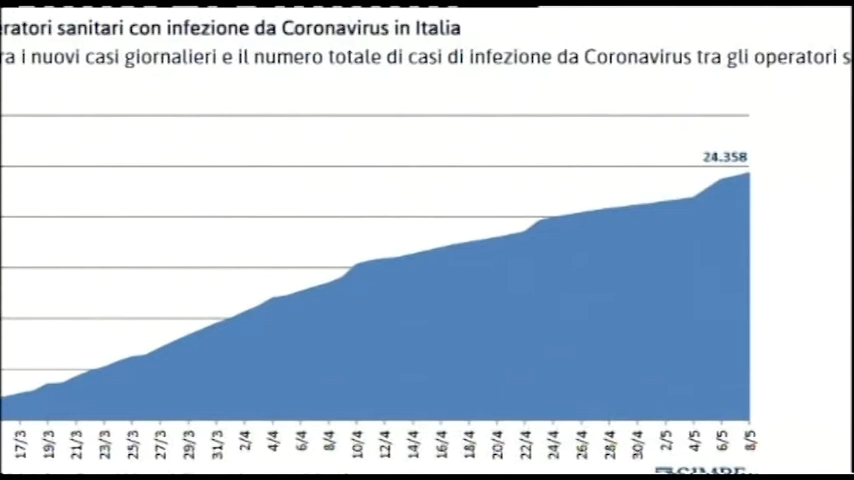 eratori sanitari con infezione da Coronavirus in Italia
ra i nuovi casi giornalieri e il numero totale di casi di infezione da Coronavirus tra gli operatori s
24.358
17/3 19/3 21/3 23/3 25/3 27/3 29/3 31/3 2/4 4/4 6/4 8/4 10/4 12/4 14/4 16/4 18/4 20/4 22/4 24/4 26/4 28/4 30/4 2/5 4/5 6/5 8/5